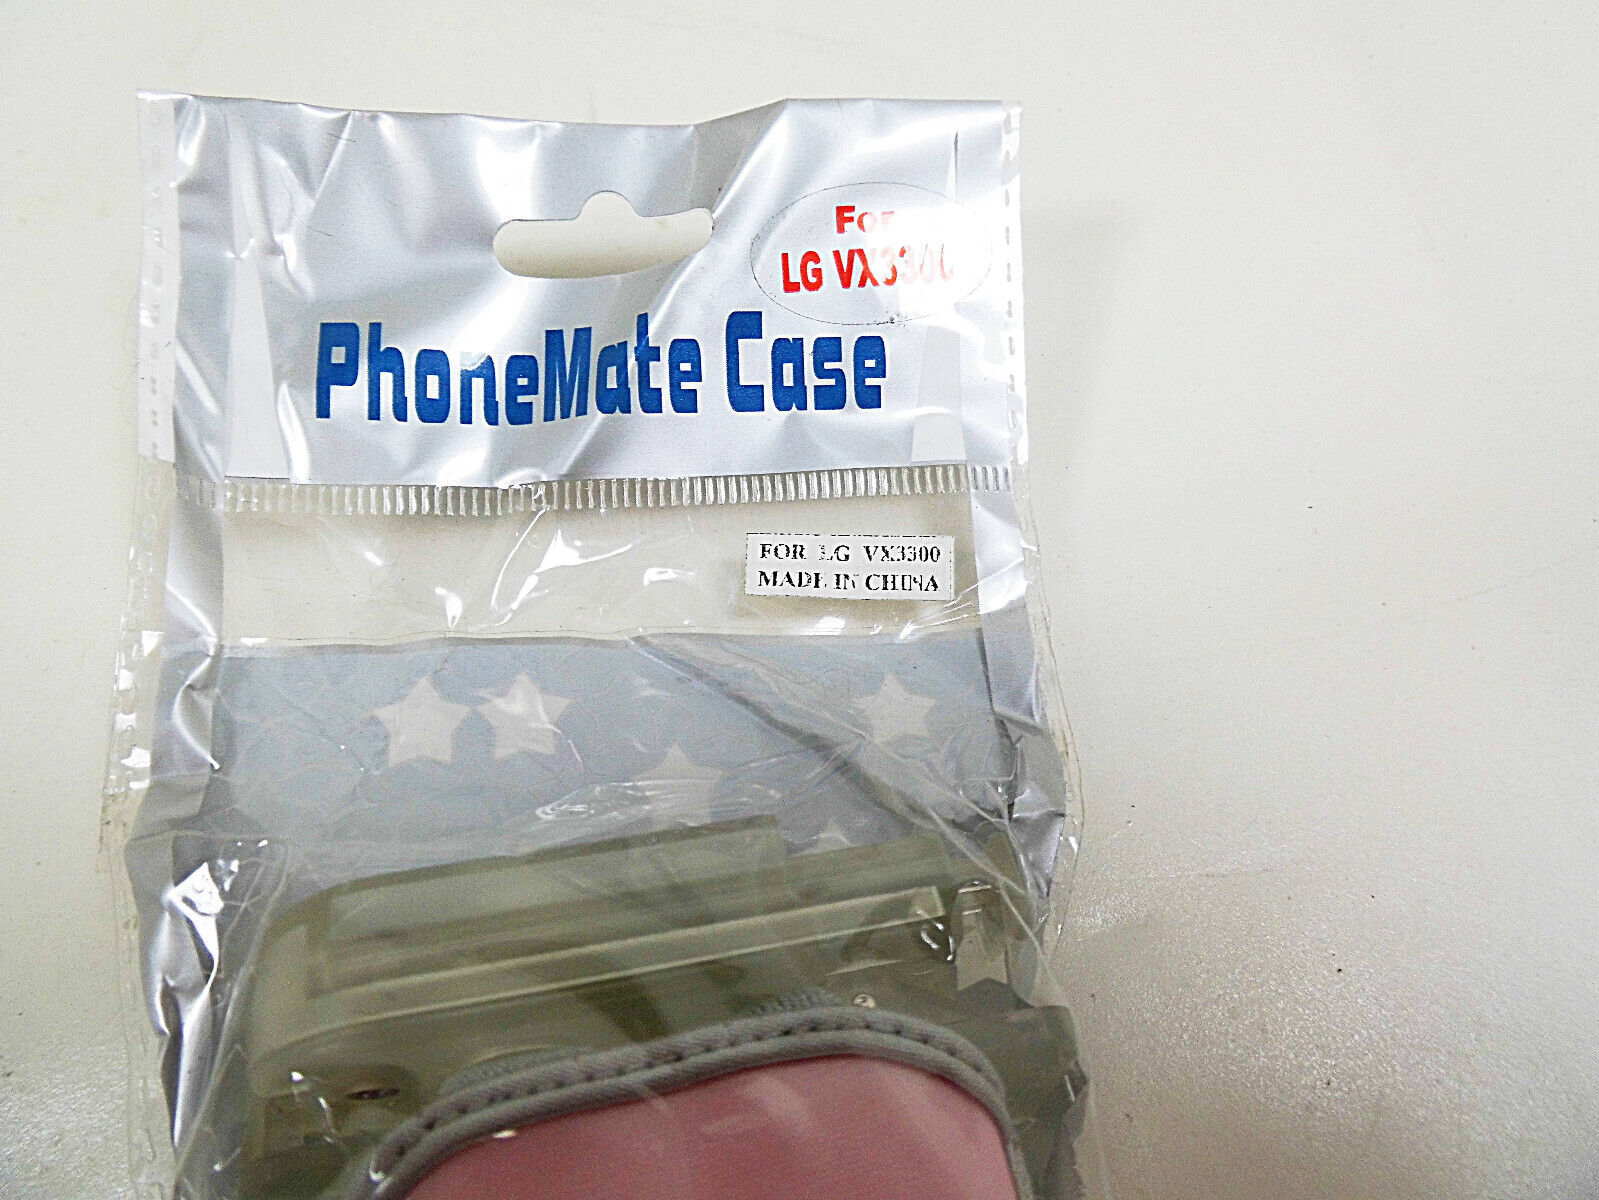 For
LG VX3300
PhoneMate Case
FOR LG VX3300
MADE IN CHINA